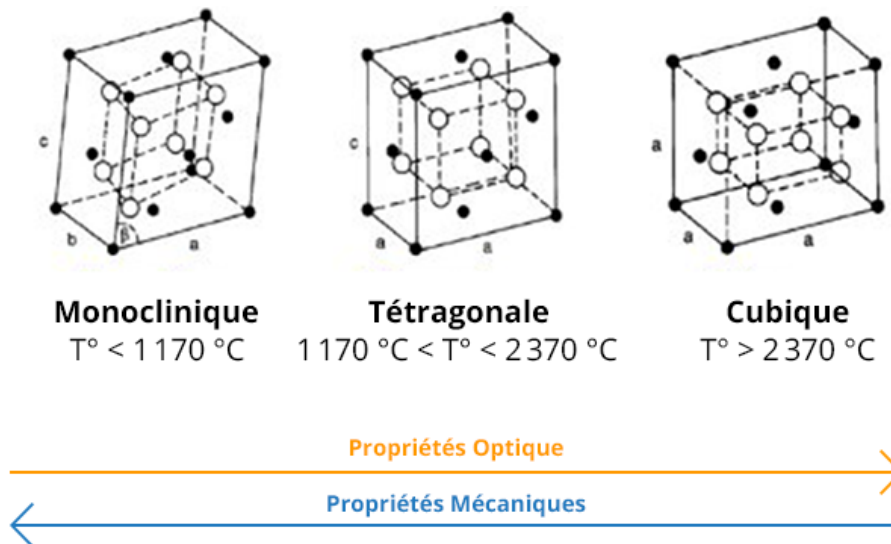 c
b
β
a
c
a
a
a
a
a
Monoclinique
T° < 1 170 °C
Tétragonale
1 170 °C < T° < 2 370 °C
Cubique
T° > 2 370 °C
Propriétés Optique
Propriétés Mécaniques